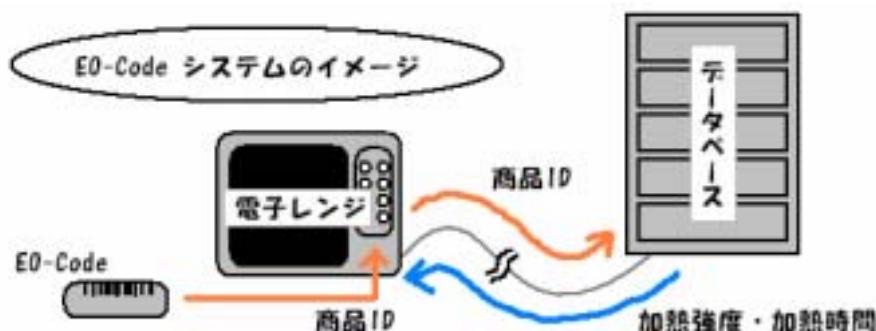 EO-Code システムのイメージ
データベース
電子レンジ
商品ID
EO-Code
商品ID
加熱強度・加熱時間